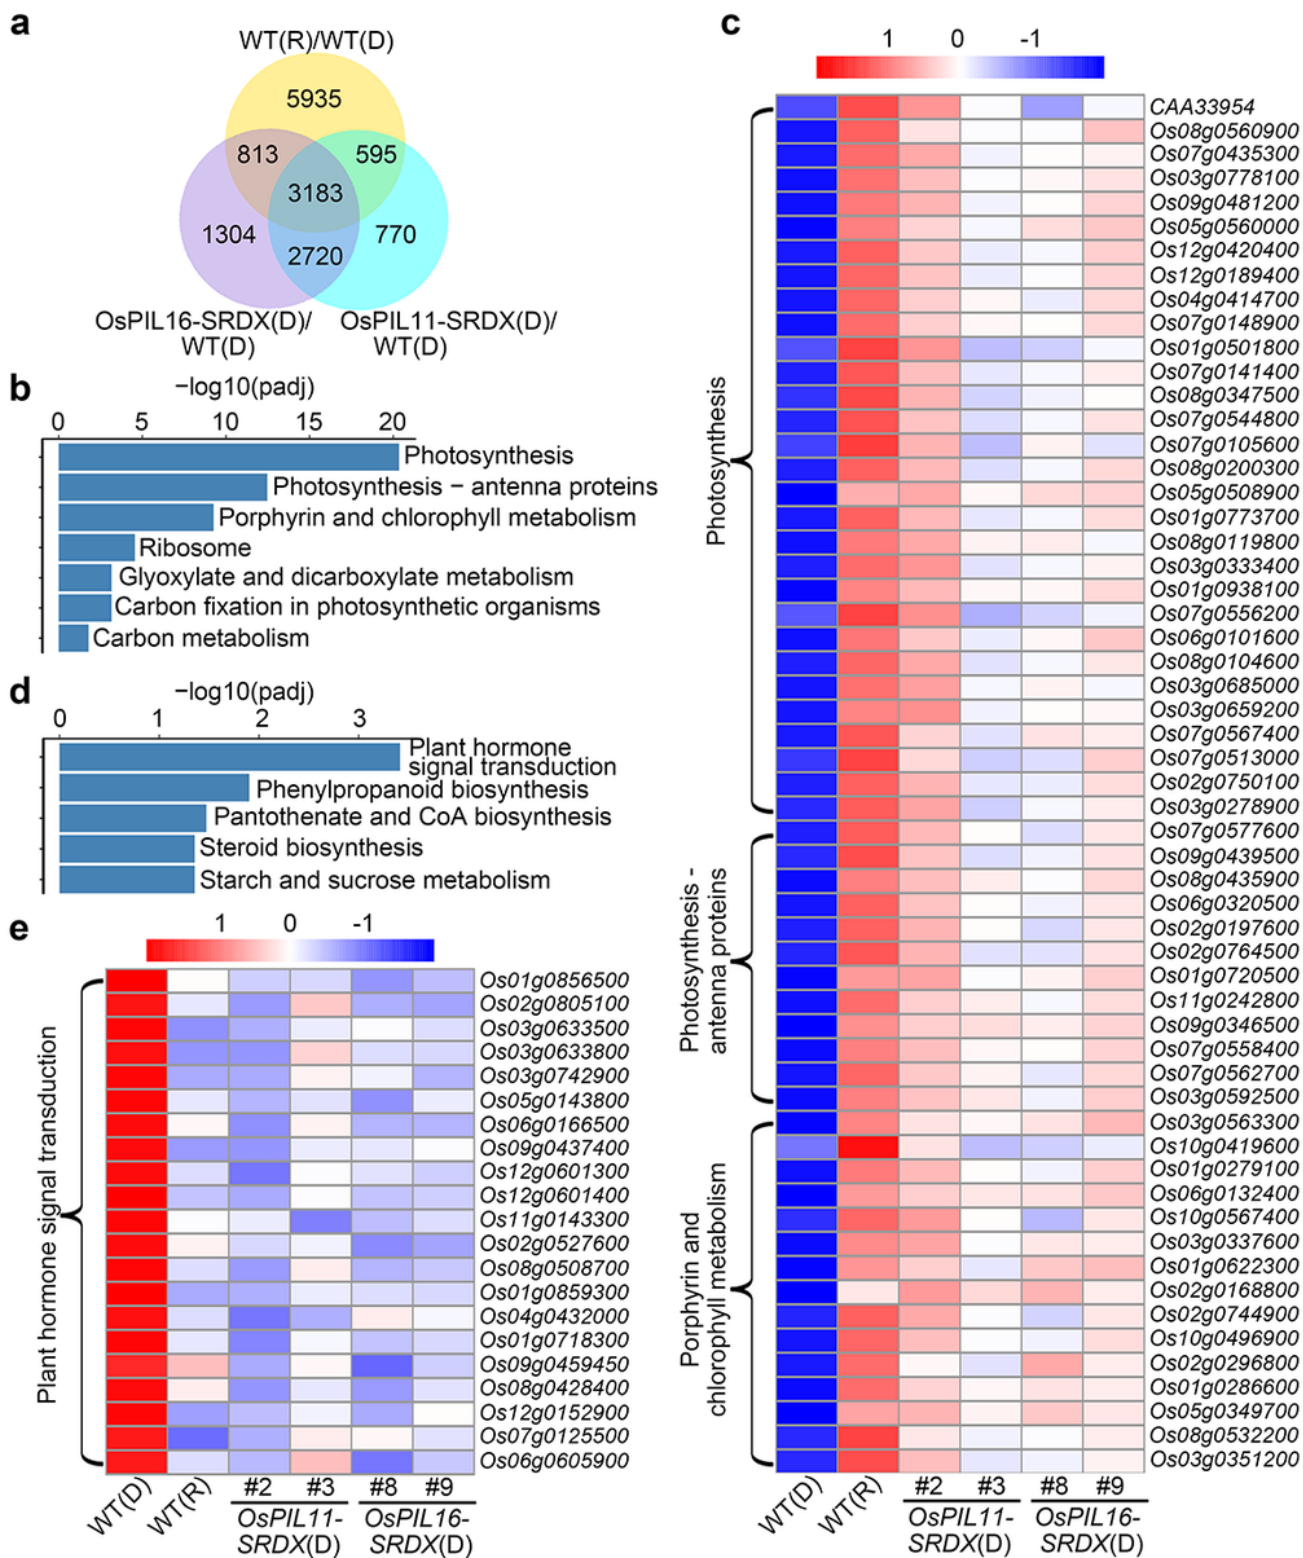 a
WT(R)/WT(D)
5935
813
595
3183
1304
770
2720
OsPIL16-SRDX(D)/
WT(D)
OsPIL11-SRDX(D)/
WT(D)
b
−log10(padj)
0 5 10 15 20
Photosynthesis
Photosynthesis − antenna proteins
Porphyrin and chlorophyll metabolism
Ribosome
Glyoxylate and dicarboxylate metabolism
Carbon fixation in photosynthetic organisms
Carbon metabolism
d
−log10(padj)
0 1 2 3
Plant hormone
signal transduction
Phenylpropanoid biosynthesis
Pantothenate and CoA biosynthesis
Steroid biosynthesis
Starch and sucrose metabolism
e
1 0 -1
Plant hormone signal transduction
Os01g0856500
Os02g0805100
Os03g0633500
Os03g0633800
Os03g0742900
Os05g0143800
Os06g0166500
Os09g0437400
Os12g0601300
Os12g0601400
Os11g0143300
Os02g0527600
Os08g0508700
Os01g0859300
Os04g0432000
Os01g0718300
Os09g0459450
Os08g0428400
Os12g0152900
Os07g0125500
Os06g0605900
WT(D)
WT(R)
#2 #3
OsPIL11-
SRDX(D)
#8 #9
OsPIL16-
SRDX(D)
c
1 0 -1
Photosynthesis
CAA33954
Os08g0560900
Os07g0435300
Os03g0778100
Os09g0481200
Os05g0560000
Os12g0420400
Os12g0189400
Os04g0414700
Os07g0148900
Os01g0501800
Os07g0141400
Os08g0347500
Os07g0544800
Os07g0105600
Os08g0200300
Os05g0508900
Os01g0773700
Os08g0119800
Os03g0333400
Os01g0938100
Os07g0556200
Os06g0101600
Os08g0104600
Os03g0685000
Os03g0659200
Os07g0567400
Os07g0513000
Os02g0750100
Os03g0278900
Photosynthesis -
antenna proteins
Os07g0577600
Os09g0439500
Os08g0435900
Os06g0320500
Os02g0197600
Os02g0764500
Os01g0720500
Os11g0242800
Os09g0346500
Os07g0558400
Os07g0562700
Os03g0592500
Porphyrin and
chlorophyll metabolism
Os03g0563300
Os10g0419600
Os01g0279100
Os06g0132400
Os10g0567400
Os03g0337600
Os01g0622300
Os02g0168800
Os02g0744900
Os10g0496900
Os02g0296800
Os01g0286600
Os05g0349700
Os08g0532200
Os03g0351200
WT(D)
WT(R)
#2 #3
OsPIL11-
SRDX(D)
#8 #9
OsPIL16-
SRDX(D)